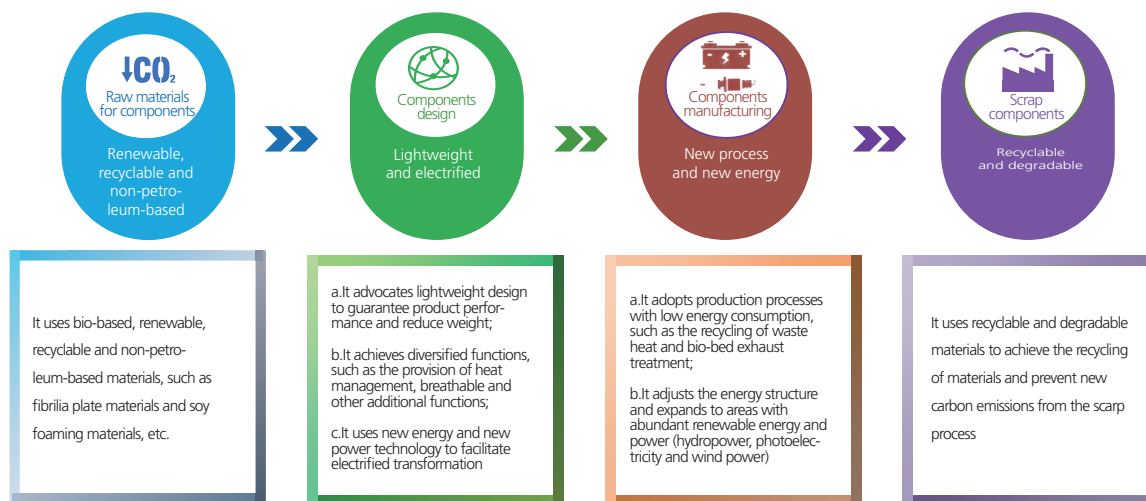 CO2
Raw materials
for components
Renewable,
recyclable and
non-petro-
leum-based
Components
design
Lightweight
and electrified
Components
manufacturing
New process
and new energy
Scrap
components
Recyclable
and degradable
It uses bio-based, renewable,
recyclable and non-petro-
leum-based materials, such as
fibrilia plate materials and soy
foaming materials, etc.
a.It advocates lightweight design
to guarantee product perfor-
mance and reduce weight;
b.It achieves diversified functions,
such as the provision of heat
management, breathable and
other additional functions;
c.It uses new energy and new
power technology to facilitate
electrified transformation
a.It adopts production processes
with low energy consumption,
such as the recycling of waste
heat and bio-bed exhaust
treatment;
b.It adjusts the energy structure
and expands to areas with
abundant renewable energy and
power (hydropower, photoelec-
tricity and wind power)
It uses recyclable and degradable
materials to achieve the recycling
of materials and prevent new
carbon emissions from the scarp
process